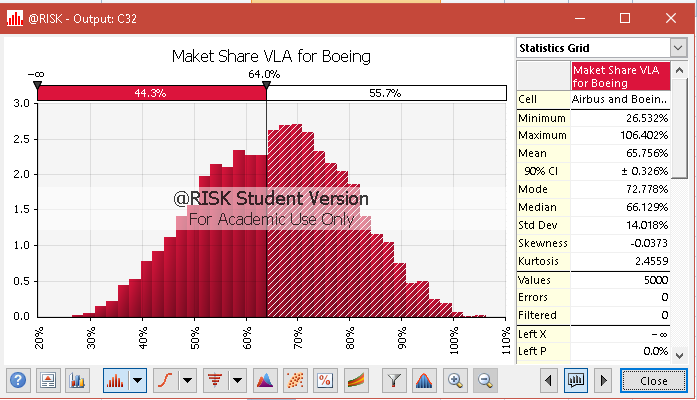 @RISK - Output: C32
Maket Share VLA for Boeing
-∞ 64.0%
44.3% 55.7%
3.0
2.5
2.0
1.5
1.0
0.5
0.0
@RISK Student Version
For Academic Use Only
20% 30% 40% 50% 60% 70% 80% 90% 100% 110%
Statistics Grid
Maket Share VLA
for Boeing
Cell Airbus and Boein...
Minimum 26.532%
Maximum 106.402%
Mean 65.756%
90% CI ± 0.326%
Mode 72.778%
Median 66.129%
Std Dev 14.018%
Skewness -0.0373
Kurtosis 2.4559
Values 5000
Errors 0
Filtered 0
Left X -∞
Left P 0.0%
Close